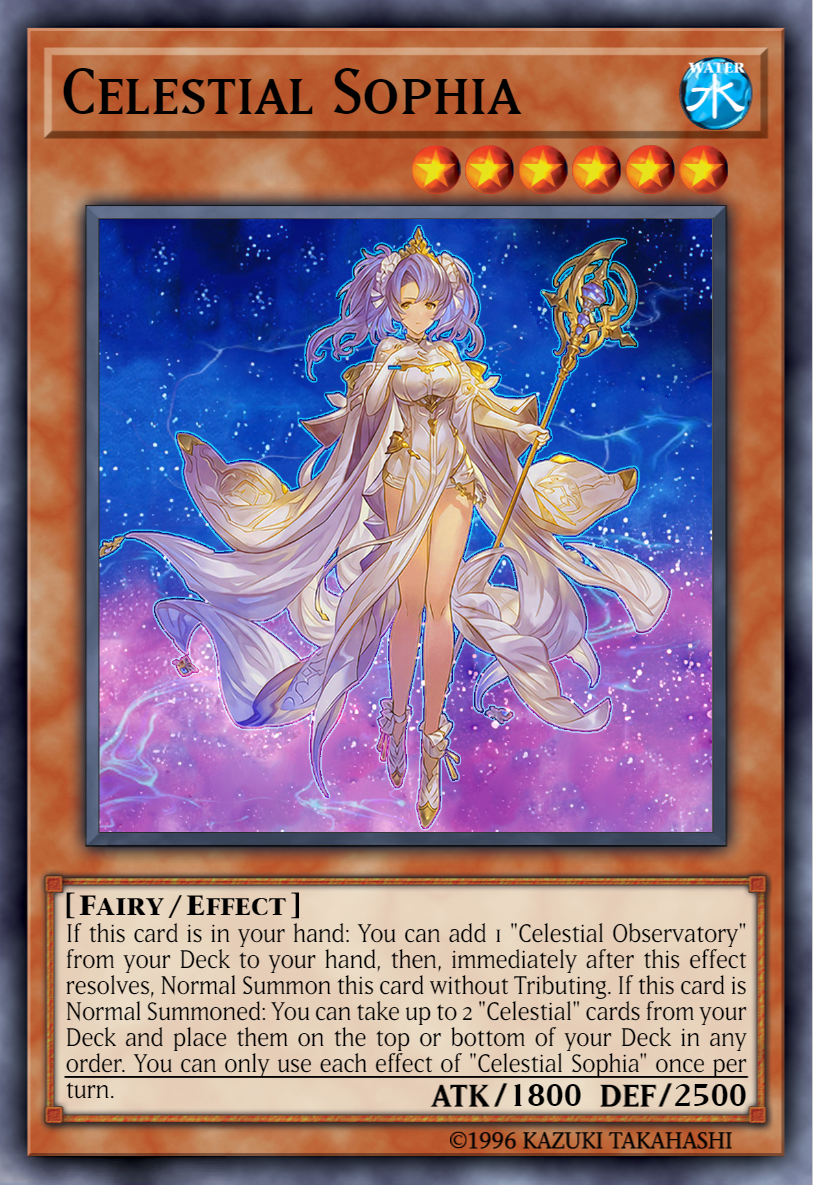 Celestial Sophia
WATER
水
[ Fairy / Effect ]
If this card is in your hand: You can add 1 "Celestial Observatory"
from your Deck to your hand, then, immediately after this effect
resolves, Normal Summon this card without Tributing. If this card is
Normal Summoned: You can take up to 2 "Celestial" cards from your
Deck and place them on the top or bottom of your Deck in any
order. You can only use each effect of "Celestial Sophia" once per
turn.
ATK/1800 DEF/2500
©1996 KAZUKI TAKAHASHI